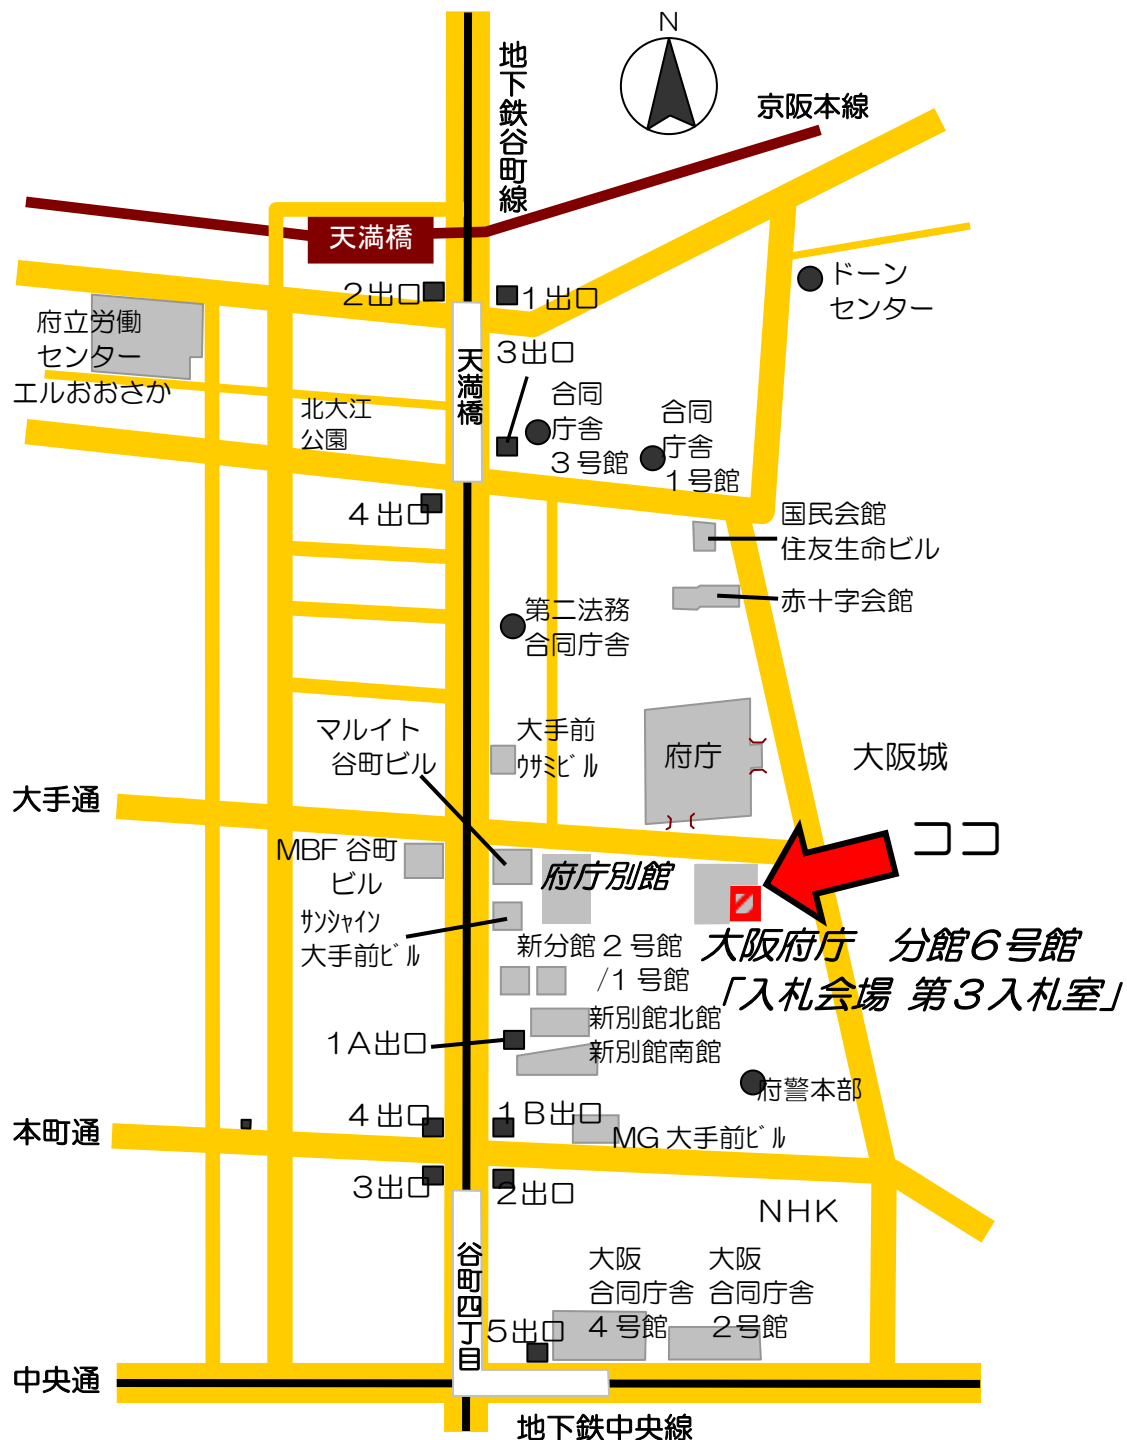 N
地下鉄谷町線
京阪本線
天満橋
ドーン
センター
2出口
1出口
府立労働
センター
エルおおさか
天満橋
3出口
合同
庁舎
3号館
合同
庁舎
1号館
北大江
公園
4出口
国民会館
住友生命ビル
赤十字会館
第二法務
合同庁舎
マルイト
谷町ビル
大手前
ｳｻﾐﾋﾞﾙ
府庁
大阪城
大手通
ココ
MBF 谷町
ビル
府庁別館
ｻﾝｼｬｲﾝ
大手前ﾋﾞﾙ
新分館2号館
/1号館
大阪府庁 分館6号館
「入札会場 第3入札室」
新別館北館
新別館南館
1A出口
府警本部
4出口
1B出口
本町通
MG 大手前ﾋﾞﾙ
3出口
2出口
NHK
谷町四丁目
大阪
合同庁舎
4号館
大阪
合同庁舎
2号館
5出口
中央通
地下鉄中央線